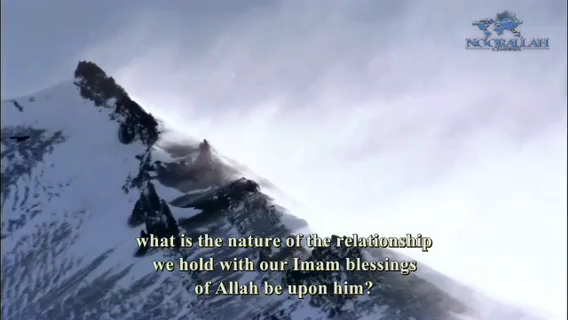 NOORALLAH
CHANNEL
what is the nature of the relationship
we hold with our Imam blessings
of Allah be upon him?